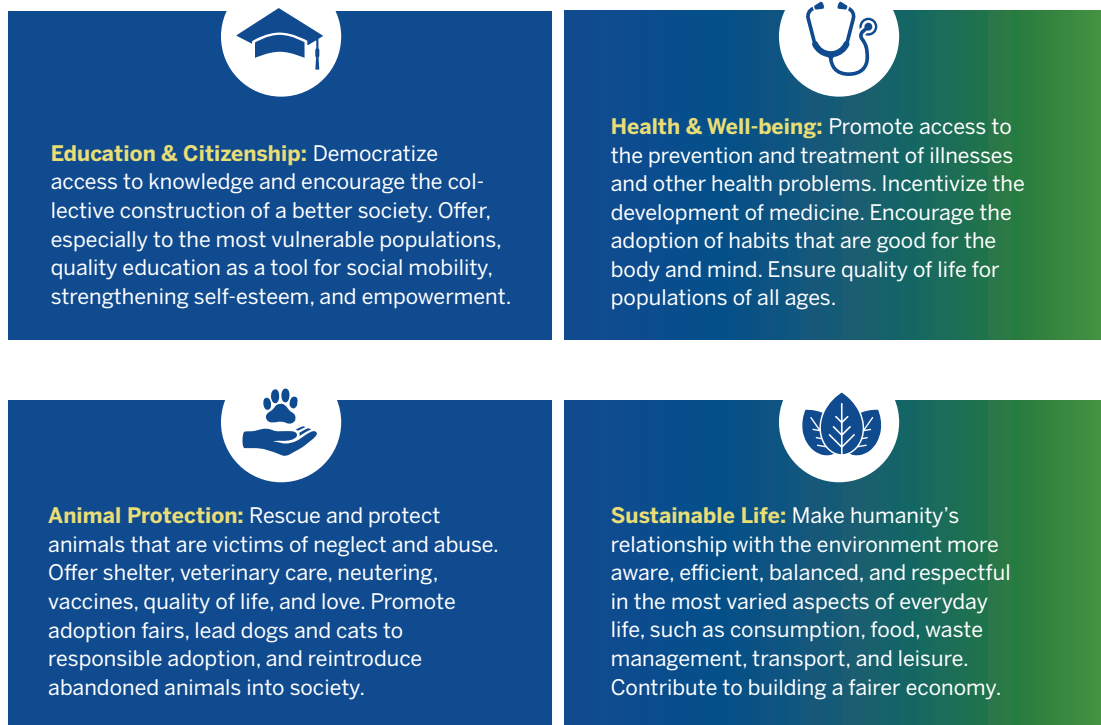 Education & Citizenship: Democratize
access to knowledge and encourage the col-
lective construction of a better society. Offer,
especially to the most vulnerable populations,
quality education as a tool for social mobility,
strengthening self-esteem, and empowerment.
Health & Well-being: Promote access to
the prevention and treatment of illnesses
and other health problems. Incentivize the
development of medicine. Encourage the
adoption of habits that are good for the
body and mind. Ensure quality of life for
populations of all ages.
Animal Protection: Rescue and protect
animals that are victims of neglect and abuse.
Offer shelter, veterinary care, neutering,
vaccines, quality of life, and love. Promote
adoption fairs, lead dogs and cats to
responsible adoption, and reintroduce
abandoned animals into society.
Sustainable Life: Make humanity’s
relationship with the environment more
aware, efficient, balanced, and respectful
in the most varied aspects of everyday
life, such as consumption, food, waste
management, transport, and leisure.
Contribute to building a fairer economy.